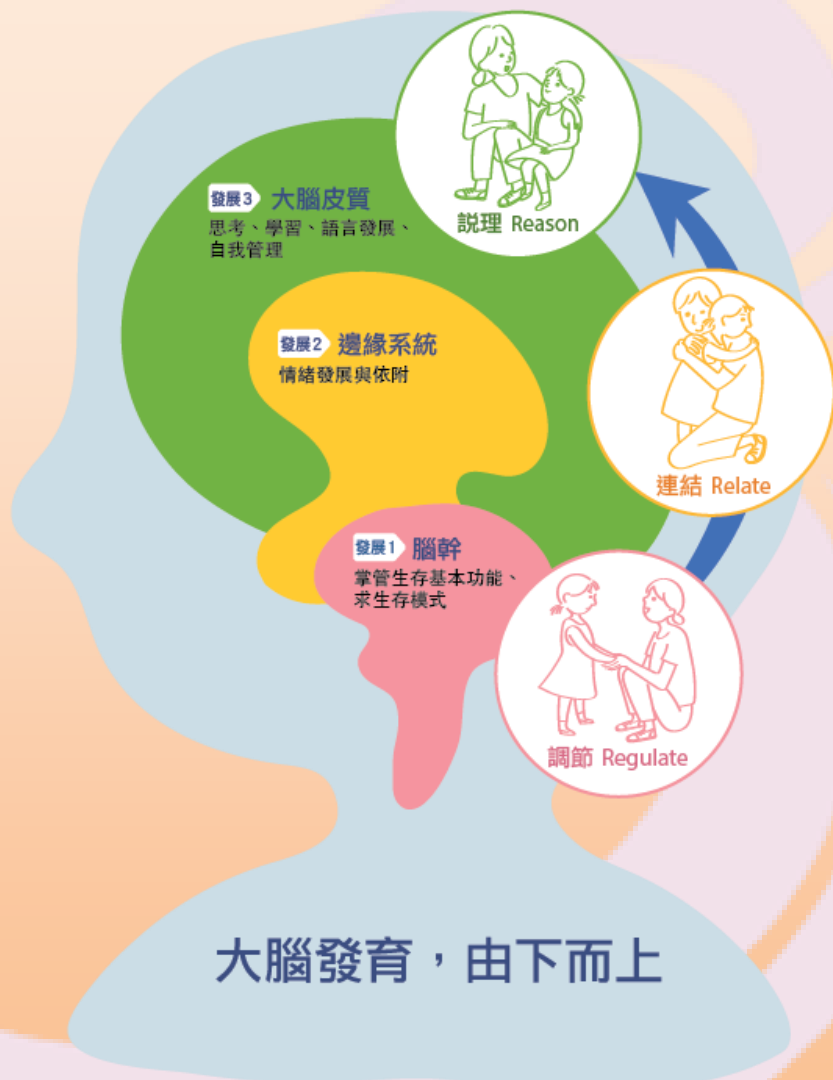 發展3 大腦皮質
思考、學習、語言發展、
自我管理
説理 Reason
發展2 邊緣系統
情緒發展與依附
連結 Relate
發展1 腦幹
掌管生存基本功能、
求生存模式
調節 Regulate
大腦發育，由下而上